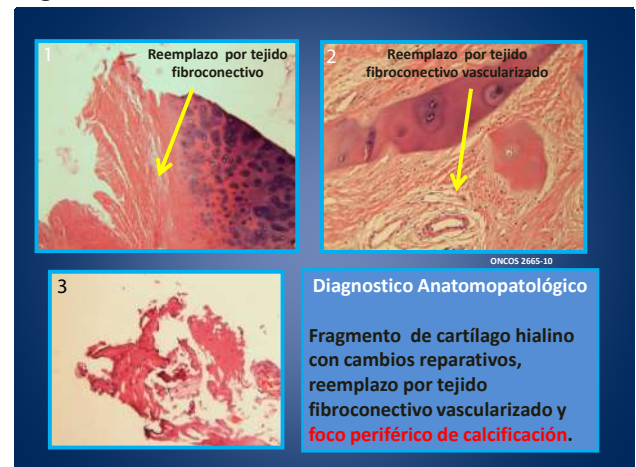 1
Reemplazo por tejido
fibroconectivo
2
Reemplazo por tejido
fibroconectivo vascularizado
ONCOS 2665-10
3
Diagnostico Anatomopatológico
Fragmento de cartílago hialino
con cambios reparativos,
reemplazo por tejido
fibroconectivo vascularizado y
foco periférico de calcificación.